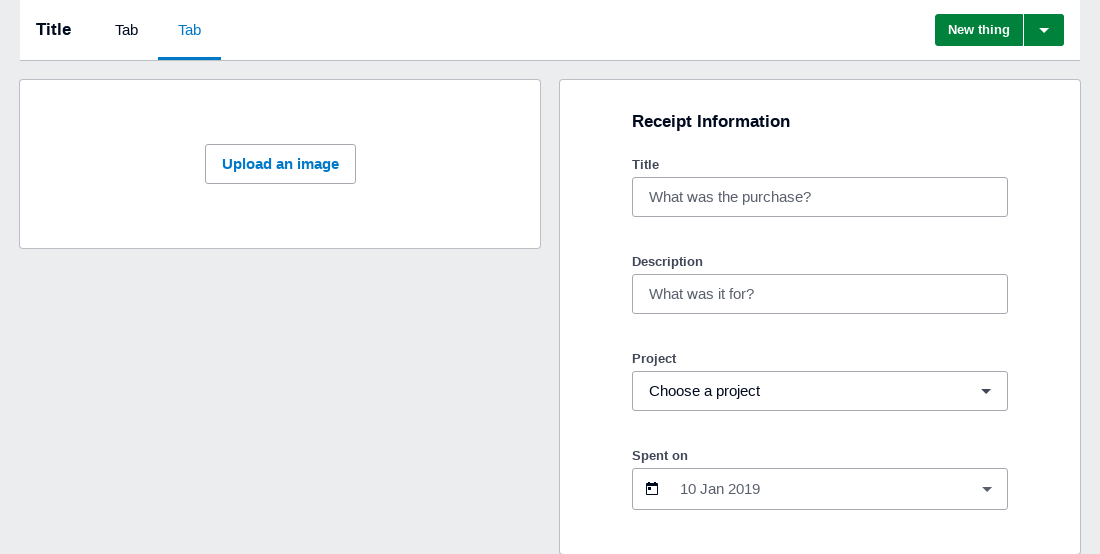 Title
Tab
Tab
New thing
Upload an image
Receipt Information
Title
What was the purchase?
Description
What was it for?
Project
Choose a project
Spent on
10 Jan 2019